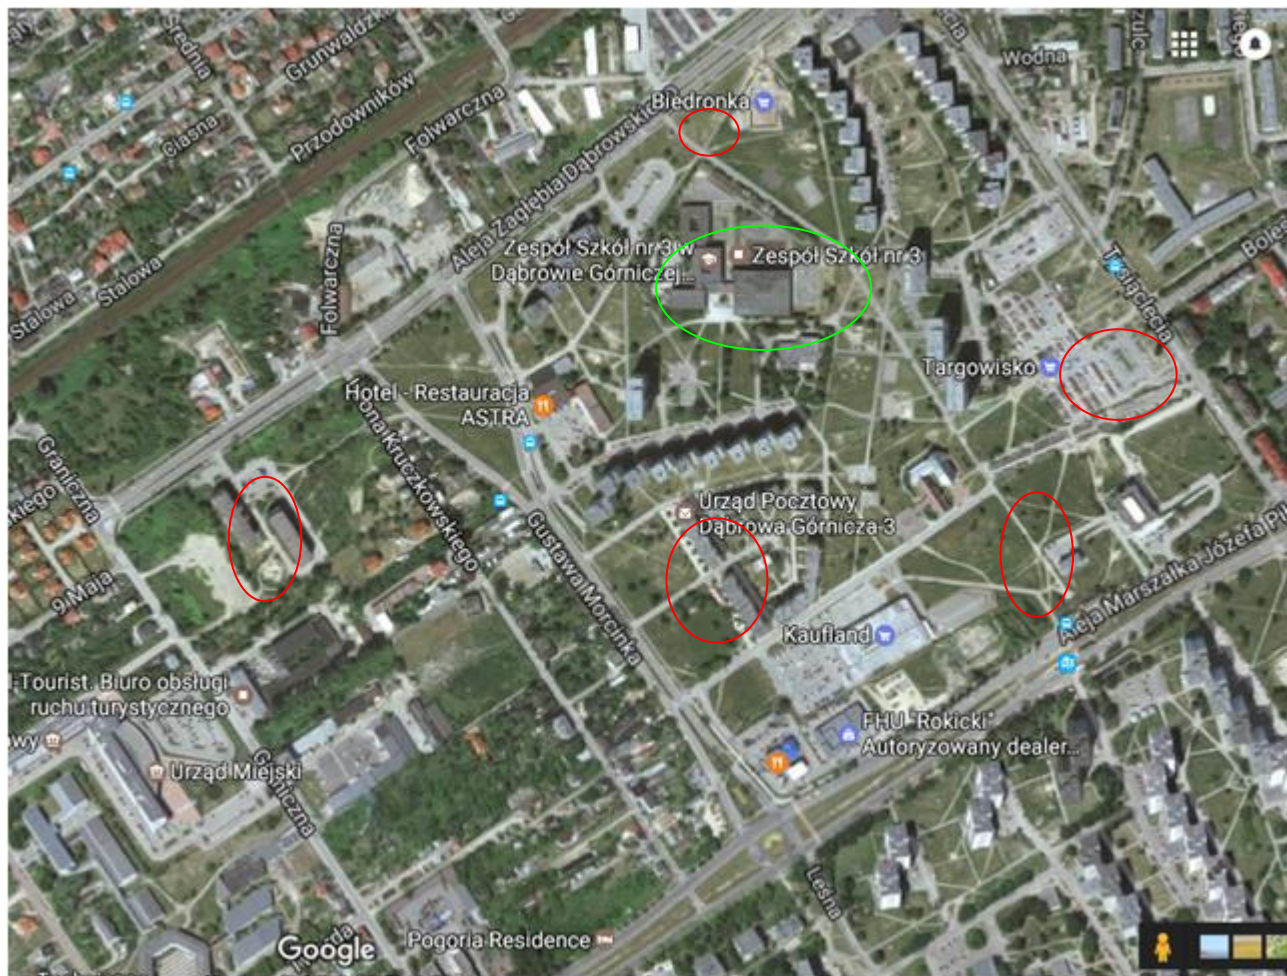 Średnia
Grunwaldzka
Ciasna
Przodowników
Folwarczna
Biedronka
Wodna
Aleja Zagłębia Dąbrowskiego
Zespół Szkół nr 3 w
Dąbrowie Górniczej...
Zespół Szkół nr 3
Tysiąclecia
Stalowa
Stalowa
Folwarczna
Targowisko
Hotel - Restauracja
ASTRA
Leona Kruczkowskiego
Graniczna
Urząd Pocztowy
Dąbrowa Górnicza 3
Gustawa Morcinka
9 Maja
Kaufland
Aleja Marszałka Józefa
Tourist. Biuro obsługi
ruchu turystycznego
FHU "Rokicki"
Autoryzowany dealer...
Urząd Miejski
Graniczna
Leśna
Google
Pogoria Residence